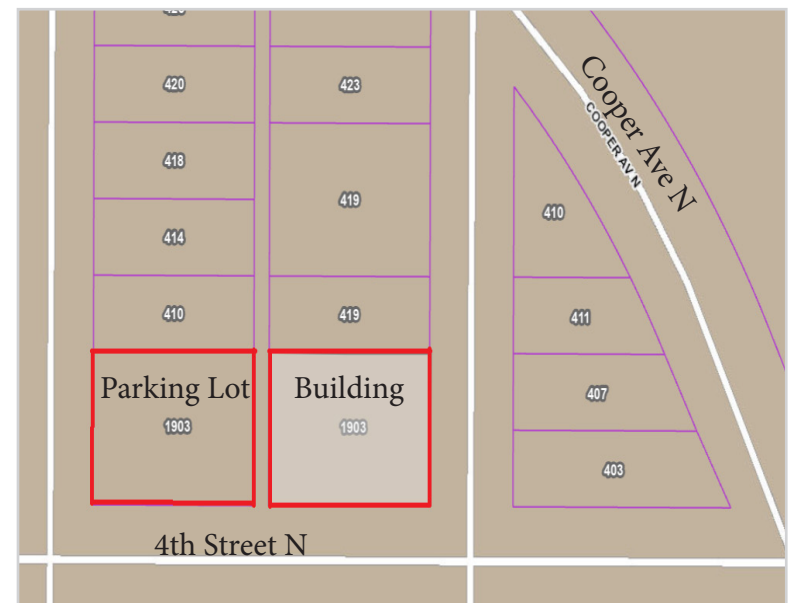 420
423
418
419
414
410
419
Parking Lot
Building
1903
1903
4th Street N
Cooper Ave N
COOPER AV N
410
411
407
403